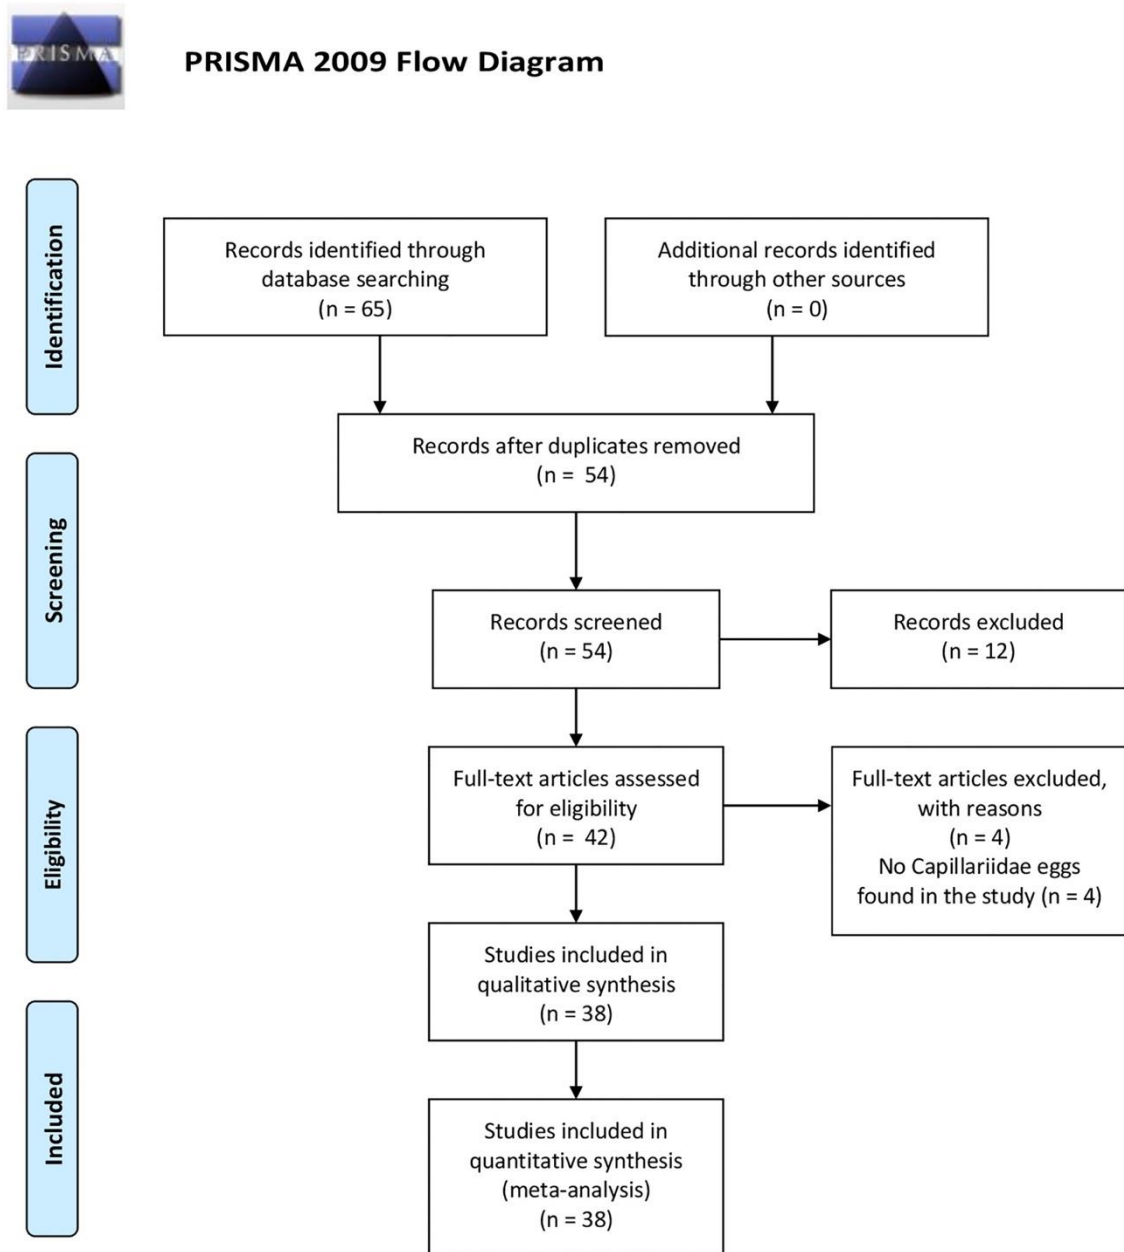 PRISMA
PRISMA 2009 Flow Diagram
Identification
Records identified through
database searching
(n = 65)
Additional records identified
through other sources
(n = 0)
Records after duplicates removed
(n = 54)
Screening
Records screened
(n = 54)
Records excluded
(n = 12)
Eligibility
Full-text articles assessed
for eligibility
(n = 42)
Full-text articles excluded,
with reasons
(n = 4)
No Capillariidae eggs
found in the study (n = 4)
Studies included in
qualitative synthesis
(n = 38)
Included
Studies included in
quantitative synthesis
(meta-analysis)
(n = 38)